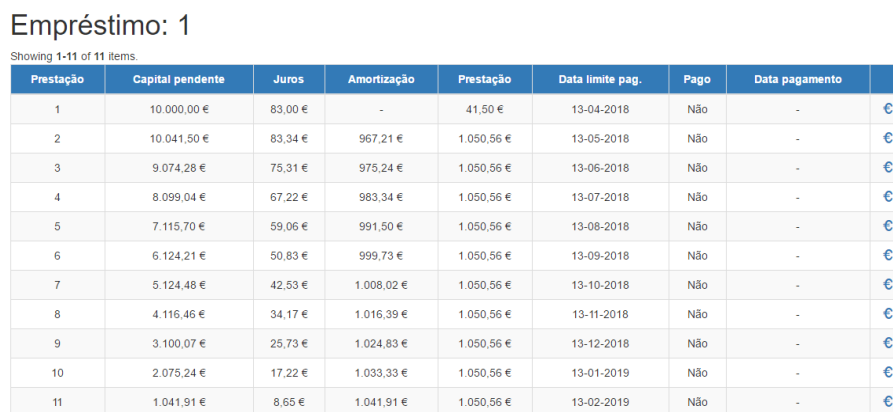 Empréstimo: 1
Showing 1-11 of 11 items.
Prestação Capital pendente Juros Amortização Prestação Data limite pag. Pago Data pagamento
1 10.000,00 € 83,00 € - 41,50 € 13-04-2018 Não - €
2 10.041,50 € 83,34 € 967,21 € 1.050,56 € 13-05-2018 Não - €
3 9.074,28 € 75,31 € 975,24 € 1.050,56 € 13-06-2018 Não - €
4 8.099,04 € 67,22 € 983,34 € 1.050,56 € 13-07-2018 Não - €
5 7.115,70 € 59,06 € 991,50 € 1.050,56 € 13-08-2018 Não - €
6 6.124,21 € 50,83 € 999,73 € 1.050,56 € 13-09-2018 Não - €
7 5.124,48 € 42,53 € 1.008,02 € 1.050,56 € 13-10-2018 Não - €
8 4.116,46 € 34,17 € 1.016,39 € 1.050,56 € 13-11-2018 Não - €
9 3.100,07 € 25,73 € 1.024,83 € 1.050,56 € 13-12-2018 Não - €
10 2.075,24 € 17,22 € 1.033,33 € 1.050,56 € 13-01-2019 Não - €
11 1.041,91 € 8,65 € 1.041,91 € 1.050,56 € 13-02-2019 Não - €